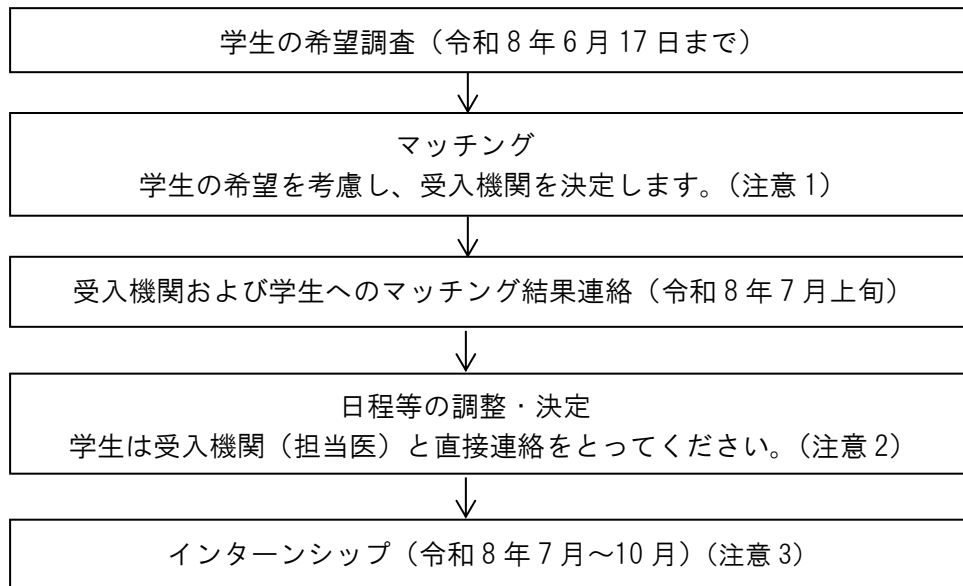 学生の希望調査（令和８年６月17日まで）
マッチング
学生の希望を考慮し、受入機関を決定します。（注意１）
受入機関および学生へのマッチング結果連絡（令和８年７月上旬）
日程等の調整・決定
学生は受入機関（担当医）と直接連絡をとってください。（注意２）
インターンシップ（令和８年７月～10月）（注意３）